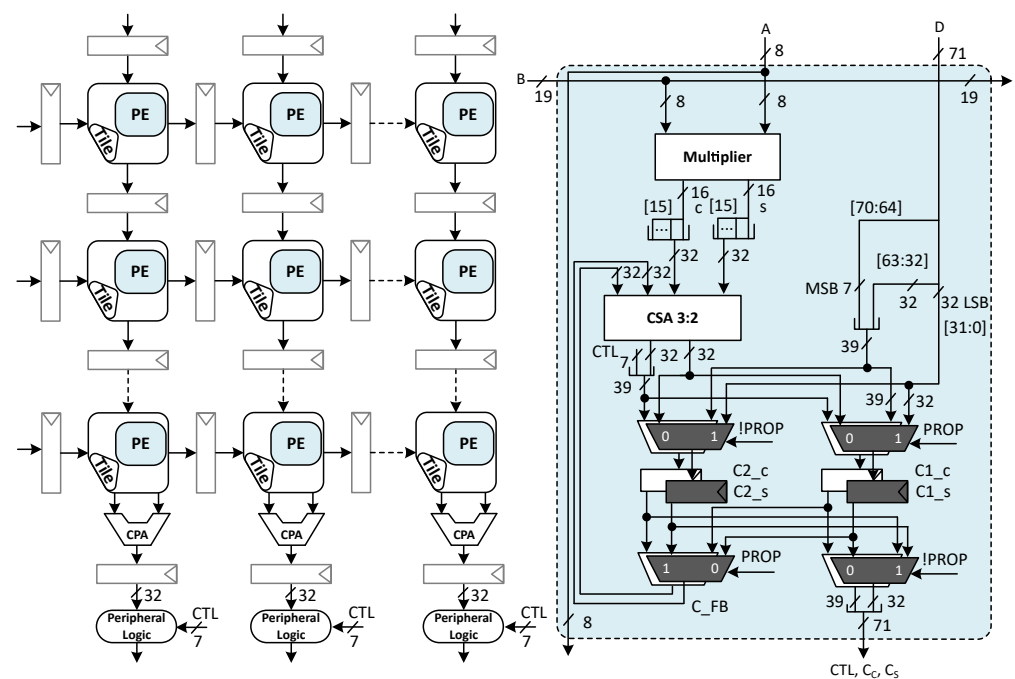 PE
Tile
PE
Tile
PE
Tile
PE
Tile
PE
Tile
PE
Tile
PE
Tile
PE
Tile
PE
Tile
CPA
CPA
CPA
32
32
32
Peripheral
Logic
CTL
7
Peripheral
Logic
CTL
7
Peripheral
Logic
CTL
7
A
D
8
71
B
19
19
8
8
Multiplier
16
16
[15]
c
[15]
s
...
...
32
32
32
32
[70:64]
[63:32]
MSB 7
32
32 LSB
[31:0]
CSA 3:2
CTL
7
32
32
39
39
39
32
0
1
!PROP
0
1
PROP
C2_c
C2_s
C1_c
C1_s
1
0
PROP
0
1
!PROP
C_FB
39
32
8
71
CTL, CC, CS